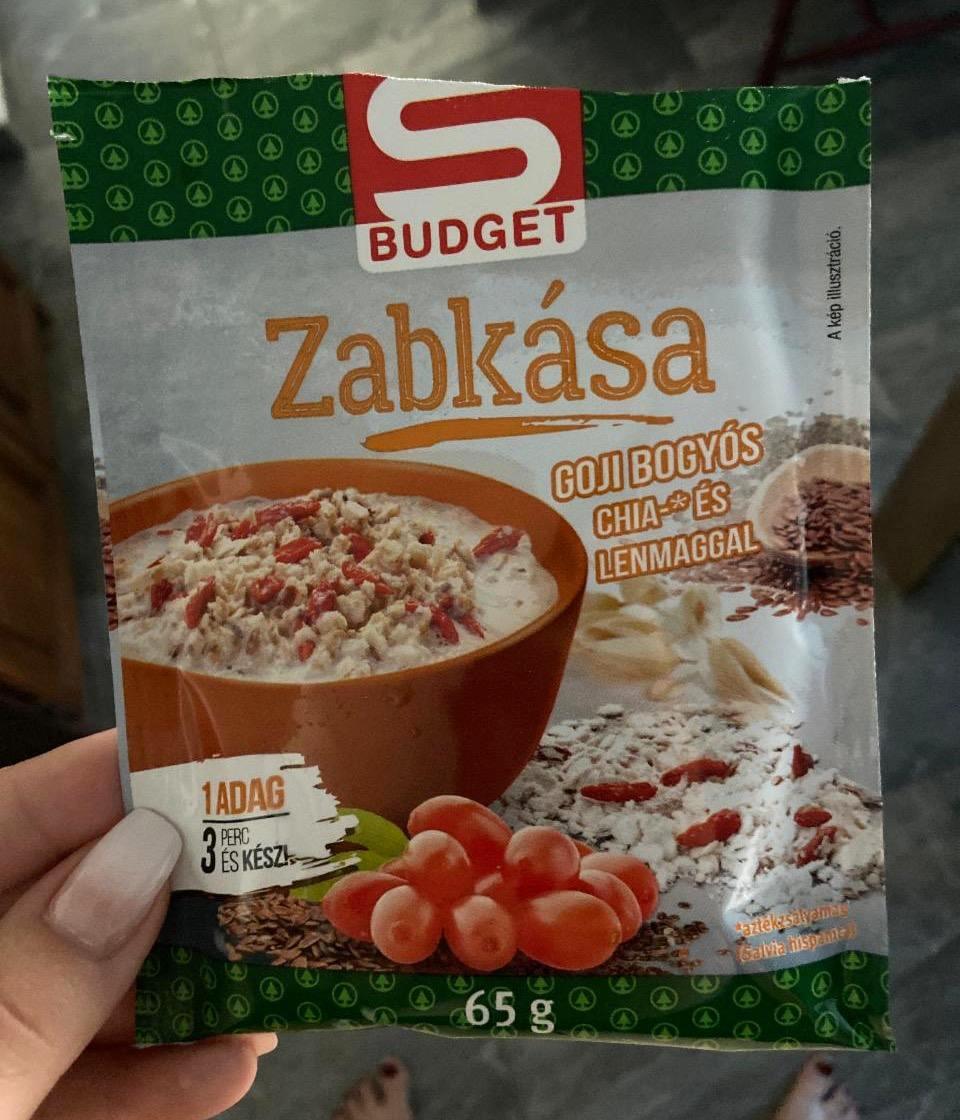 S
BUDGET
A kép illusztráció.
Zabkása
GOJI BOGYÓS
CHIA-* ÉS
LENMAGGAL
1 ADAG
3 PERC
ÉS KÉSZ!
*aztékzsályamag
(Salvia hispanica)
65 g